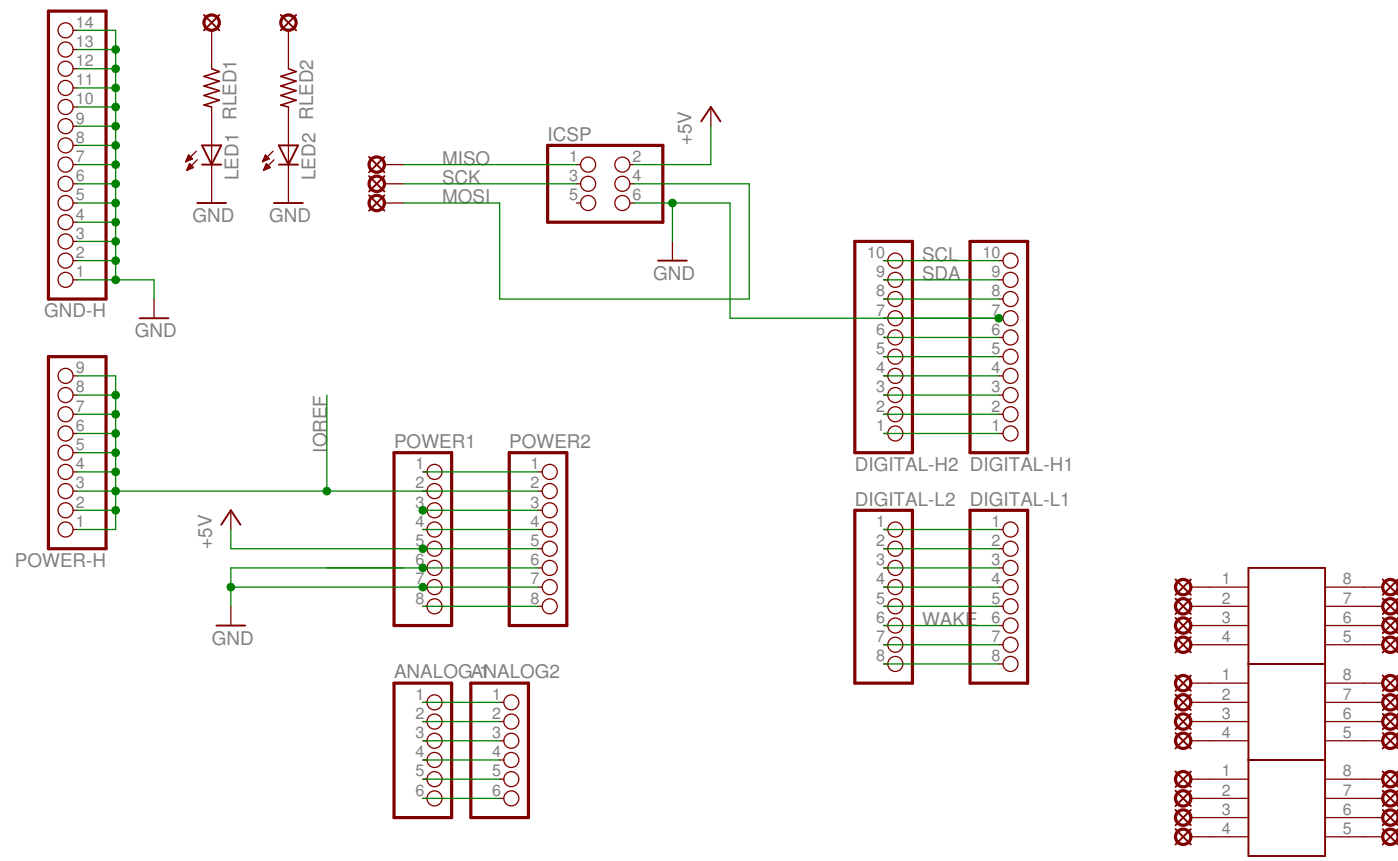 14
13
12
11
10
9
8
7
6
5
4
3
2
1
GND-H
GND
RLED1
LED1
GND
RLED2
LED2
GND
MISO
SCK
MOSI
ICSP
1 2
3 4
5 6
+5V
GND
10 SCL 10
9 SDA 9
8 8
7 7
6 6
5 5
4 4
3 3
2 2
1 1
DIGITAL-H2 DIGITAL-H1
9
8
7
6
5
4
3
2
1
POWER-H
IOREF
+5V
GND
POWER1 POWER2
1 1
2 2
3 3
4 4
5 5
6 6
7 7
8 8
DIGITAL-L2 DIGITAL-L1
1 1
2 2
3 3
4 4
5 5
6 WAKE 6
7 7
8 8
ANALOG1 ANALOG2
1 1
2 2
3 3
4 4
5 5
6 6
1 8
2 7
3 6
4 5
1 8
2 7
3 6
4 5
1 8
2 7
3 6
4 5